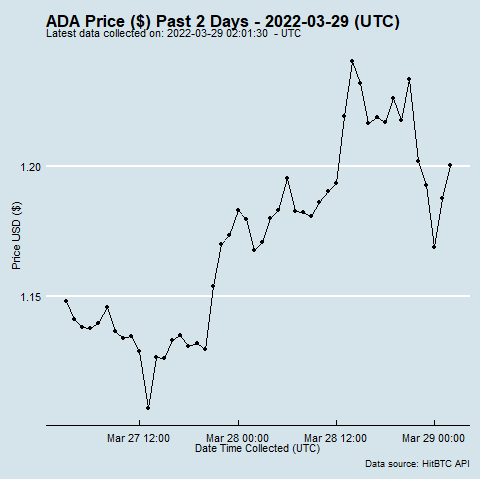 ADA Price ($) Past 2 Days - 2022-03-29 (UTC)
Latest data collected on: 2022-03-29 02:01:30 - UTC
1.20
Price USD ($)
1.15
Mar 27 12:00 Mar 28 00:00 Mar 28 12:00 Mar 29 00:00
Date Time Collected (UTC)
Data source: HitBTC API